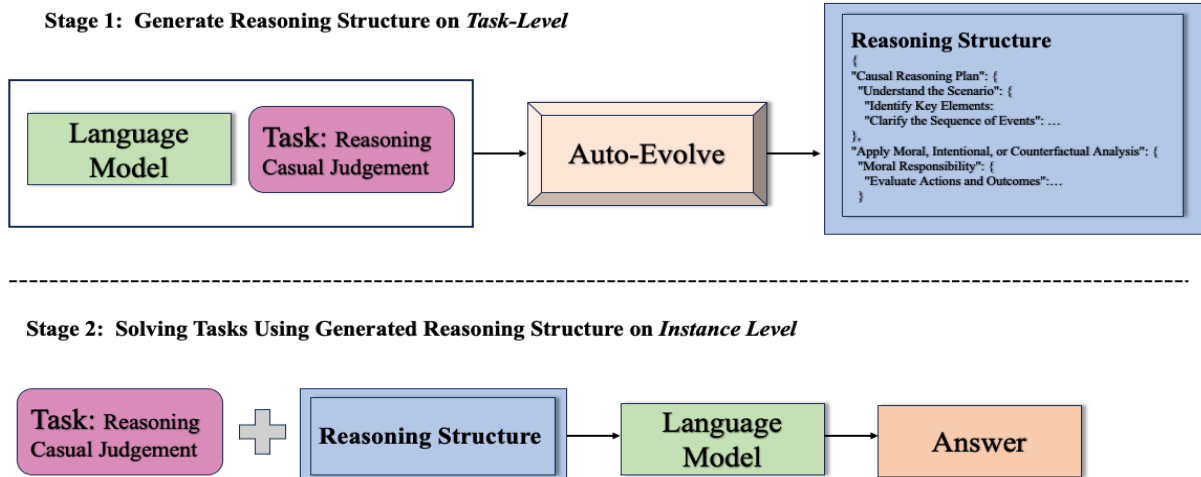 Stage 1: Generate Reasoning Structure on Task-Level
Language
Model
Task: Reasoning
Casual Judgement
Auto-Evolve
Reasoning Structure
{
"Causal Reasoning Plan": {
"Understand the Scenario": {
"Identify Key Elements:
"Clarify the Sequence of Events": ...
},
"Apply Moral, Intentional, or Counterfactual Analysis": {
"Moral Responsibility": {
"Evaluate Actions and Outcomes":...
}
Stage 2: Solving Tasks Using Generated Reasoning Structure on Instance Level
Task: Reasoning
Casual Judgement
Reasoning Structure
Language
Model
Answer